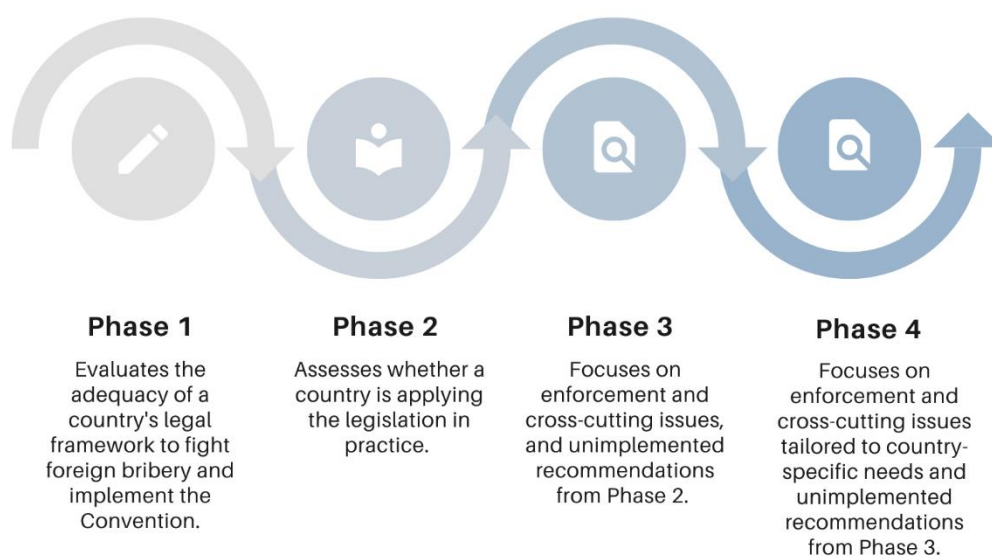 Phase 1
Evaluates the
adequacy of a
country's legal
framework to fight
foreign bribery and
implement the
Convention.
Phase 2
Assesses whether a
country is applying
the legislation in
practice.
Phase 3
Focuses on
enforcement and
cross-cutting issues,
and unimplemented
recommendations
from Phase 2.
Phase 4
Focuses on
enforcement and
cross-cutting issues
tailored to country-
specific needs and
unimplemented
recommendations
from Phase 3.